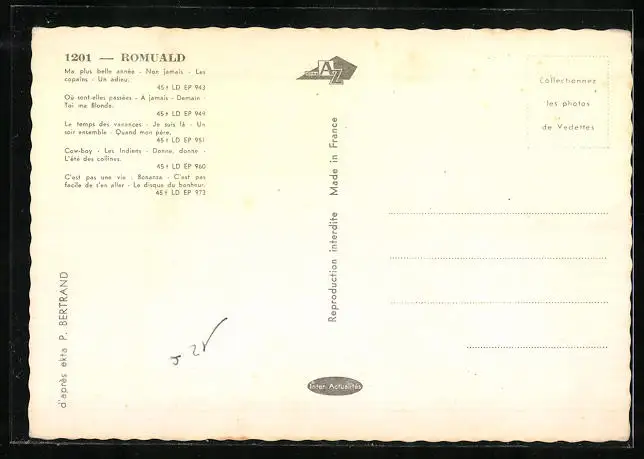 1201 — ROMUALD
Ma plus belle année - Non jamais - Les
copains - Un adieu.
45 t LD EP 943
Où sont-elles passées - A jamais - Demain -
Toi ma Blonde.
45 t LD EP 949
Le temps des vacances - Je suis là - Un
soir ensemble - Quand mon père.
45 t LD EP 951
Cow-boy - Les Indiens - Donne, donne -
L'été des collines.
45 t LD EP 960
C'est pas une vie - Bonanza - C'est pas
facile de s'en aller - Le disque du bonheur.
45 t LD EP 973
d'après ekta P. BERTRAND
AZ
Reproduction interdite Made in France
Inter-Actualités
Collectionnez
les photos
de Vedettes